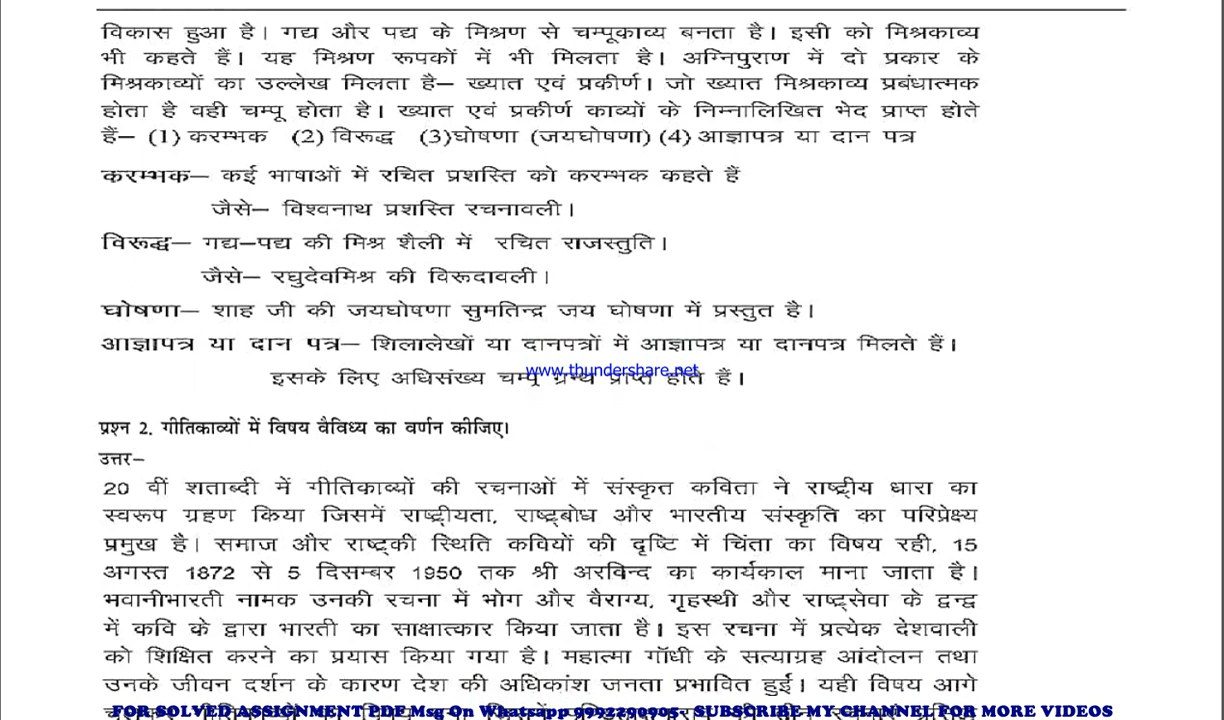 विकास हुआ है। गद्य और पद्य के मिश्रण से चम्पूकाव्य बनता है। इसी को मिश्रकाव्य
भी कहते हैं। यह मिश्रण रूपकों में भी मिलता है। अग्निपुराण में दो प्रकार के
मिश्रकाव्यों का उल्लेख मिलता है– ख्यात एवं प्रकीर्ण। जो ख्यात मिश्रकाव्य प्रबंधात्मक
होता है वही चम्पू होता है। ख्यात एवं प्रकीर्ण काव्यों के निम्नालिखित भेद प्राप्त होते
हैं– (1) करम्भक (2) विरूद्ध (3)घोषणा (जयघोषणा) (4) आज्ञापत्र या दान पत्र
करम्भक– कई भाषाओं में रचित प्रशस्ति को करम्भक कहते हैं
जैसे– विश्वनाथ प्रशस्ति रचनावली।
विरूद्ध– गद्य–पद्य की मिश्र शैली में रचित राजस्तुति।
जैसे– रघुदेवमिश्र की विरूदावली।
घोषणा– शाह जी की जयघोषणा सुमतिन्द्र जय घोषणा में प्रस्तुत है।
आज्ञापत्र या दान पत्र– शिलालेखों या दानपत्रों में आज्ञापत्र या दानपत्र मिलते हैं।
www.thundershare.net
इसके लिए अधिसंख्य चम्पू ग्रन्थ प्राप्त होते हैं।
प्रश्न 2. गीतिकाव्यों में विषय वैविध्य का वर्णन कीजिए।
उत्तर–
20 वीं शताब्दी में गीतिकाव्यों की रचनाओं में संस्कृत कविता ने राष्ट्रीय धारा का
स्वरूप ग्रहण किया जिसमें राष्ट्रीयता, राष्ट्रबोध और भारतीय संस्कृति का परिप्रेक्ष्य
प्रमुख है। समाज और राष्ट्रकी स्थिति कवियों की दृष्टि में चिंता का विषय रही, 15
अगस्त 1872 से 5 दिसम्बर 1950 तक श्री अरविन्द का कार्यकाल माना जाता है।
भवानीभारती नामक उनकी रचना में भोग और वैराग्य, गृहस्थी और राष्ट्रसेवा के द्वन्द्व
में कवि के द्वारा भारती का साक्षात्कार किया जाता है। इस रचना में प्रत्येक देशवाली
को शिक्षित करने का प्रयास किया गया है। महात्मा गॉधी के सत्याग्रह आंदोलन तथा
उनके जीवन दर्शन के कारण देश की अधिकांश जनता प्रभावित हुईं। यही विषय आगे
FOR SOLVED ASSIGNMENT PDF Msg On Whatsapp 9992290905- SUBSCRIBE MY CHANNEL FOR MORE VIDEOS